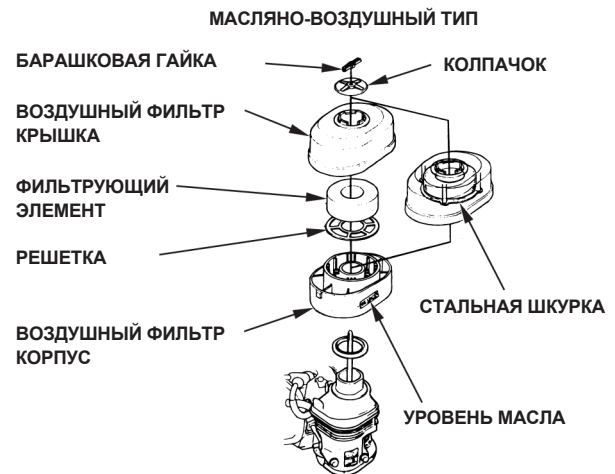 МАСЛЯНО-ВОЗДУШНЫЙ ТИП
БАРАШКОВАЯ ГАЙКА
КОЛПАЧОК
ВОЗДУШНЫЙ ФИЛЬТР
КРЫШКА
ФИЛЬТРУЮЩИЙ
ЭЛЕМЕНТ
РЕШЕТКА
СТАЛЬНАЯ ШКУРКА
ВОЗДУШНЫЙ ФИЛЬТР
КОРПУС
УРОВЕНЬ МАСЛА